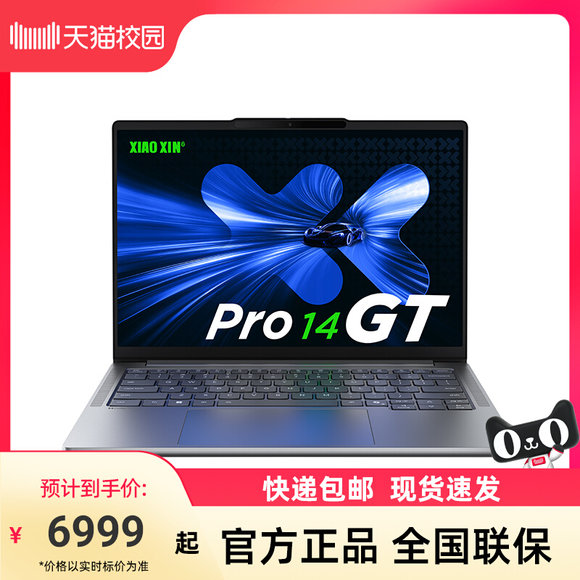 天猫校园
XIAO XIN
Pro 14 GT
预计到手价:
¥ 6999 起
*价格以实时标价为准
快递包邮 现货速发
官方正品 全国联保